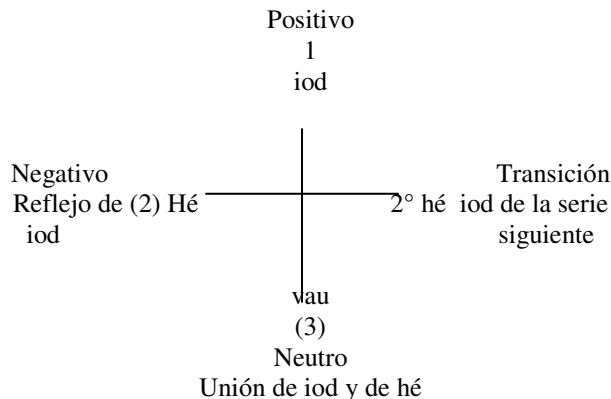 Positivo
1
iod
Negativo Transición
Reflejo de (2) Hé 2° hé iod de la serie
iod siguiente
vau
(3)
Neutro
Unión de iod y de hé